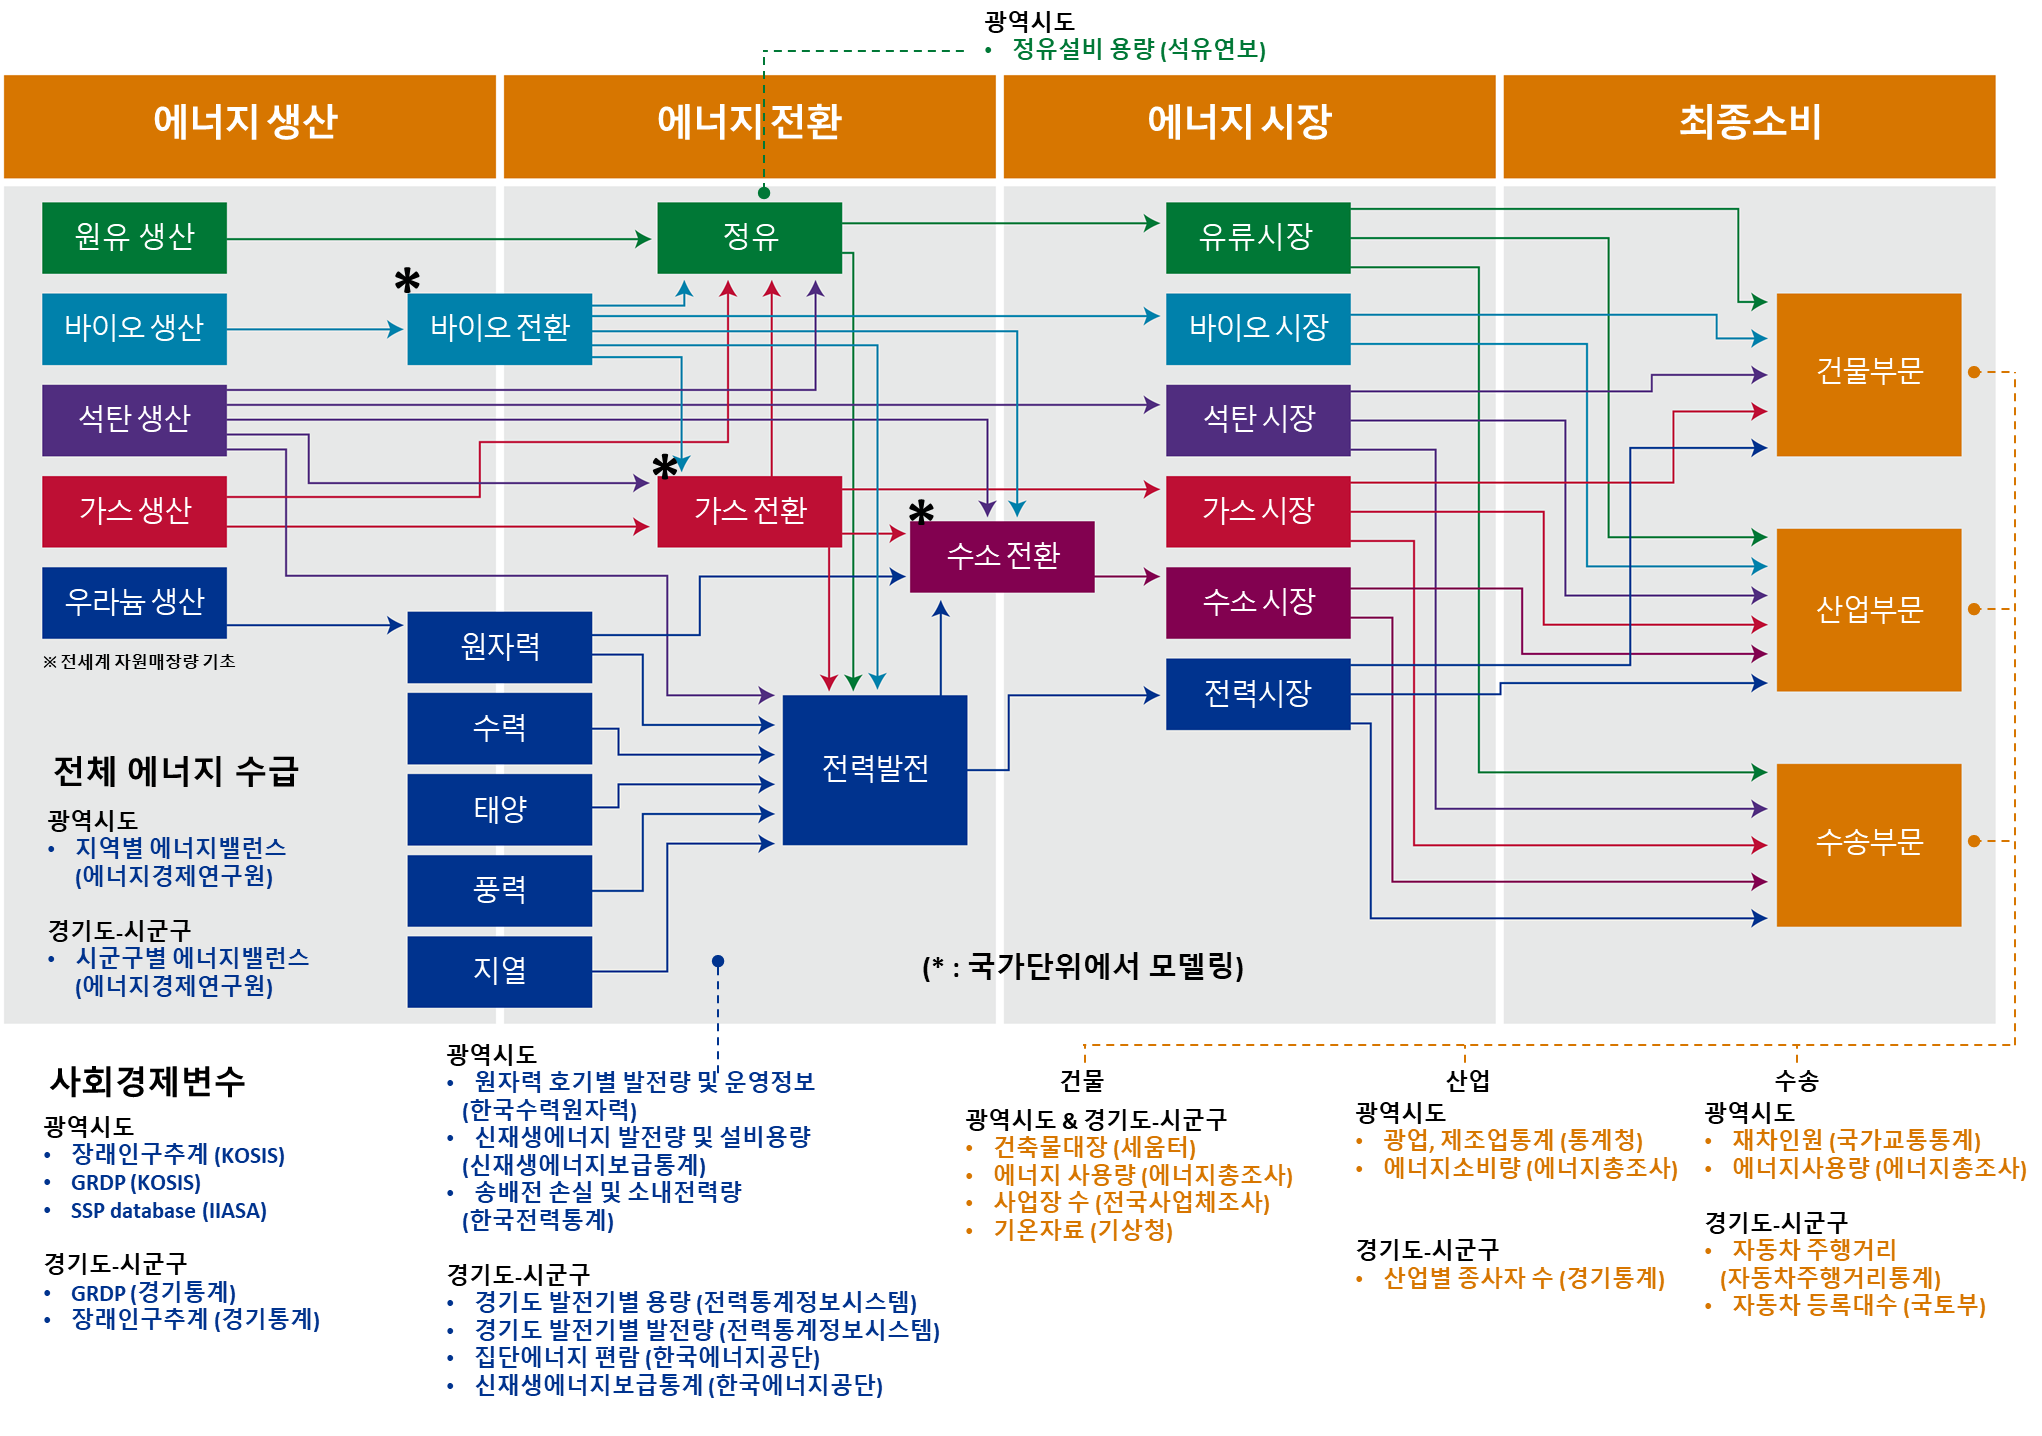 광역시도
• 정유설비 용량 (석유연보)
에너지 생산
에너지 전환
에너지 시장
최종소비
원유 생산
정유
유류시장
*
바이오 생산
바이오 전환
바이오 시장
건물부문
석탄 생산
석탄 시장
*
가스 생산
가스 전환
가스 시장
*
수소 전환
우라늄 생산
수소 시장
산업부문
※ 전세계 자원매장량 기초
원자력
전력시장
수력
전력발전
태양
수송부문
풍력
지열
(* : 국가단위에서 모델링)
전체 에너지 수급
광역시도
• 지역별 에너지밸런스
(에너지경제연구원)
경기도-시군구
• 시군구별 에너지밸런스
(에너지경제연구원)
사회경제변수
광역시도
• 장래인구추계 (KOSIS)
• GRDP (KOSIS)
• SSP database (IIASA)
경기도-시군구
• GRDP (경기통계)
• 장래인구추계 (경기통계)
광역시도
• 원자력 호기별 발전량 및 운영정보
(한국수력원자력)
• 신재생에너지 발전량 및 설비용량
(신재생에너지보급통계)
• 송배전 손실 및 소내전력량
(한국전력통계)
경기도-시군구
• 경기도 발전기별 용량 (전력통계정보시스템)
• 경기도 발전기별 발전량 (전력통계정보시스템)
• 집단에너지 편람 (한국에너지공단)
• 신재생에너지보급통계 (한국에너지공단)
건물
광역시도 & 경기도-시군구
• 건축물대장 (세움터)
• 에너지 사용량 (에너지총조사)
• 사업장 수 (전국사업체조사)
• 기온자료 (기상청)
산업
광역시도
• 광업, 제조업통계 (통계청)
• 에너지소비량 (에너지총조사)
경기도-시군구
• 산업별 종사자 수 (경기통계)
수송
광역시도
• 재차인원 (국가교통통계)
• 에너지사용량 (에너지총조사)
경기도-시군구
• 자동차 주행거리
(자동차주행거리통계)
• 자동차 등록대수 (국토부)